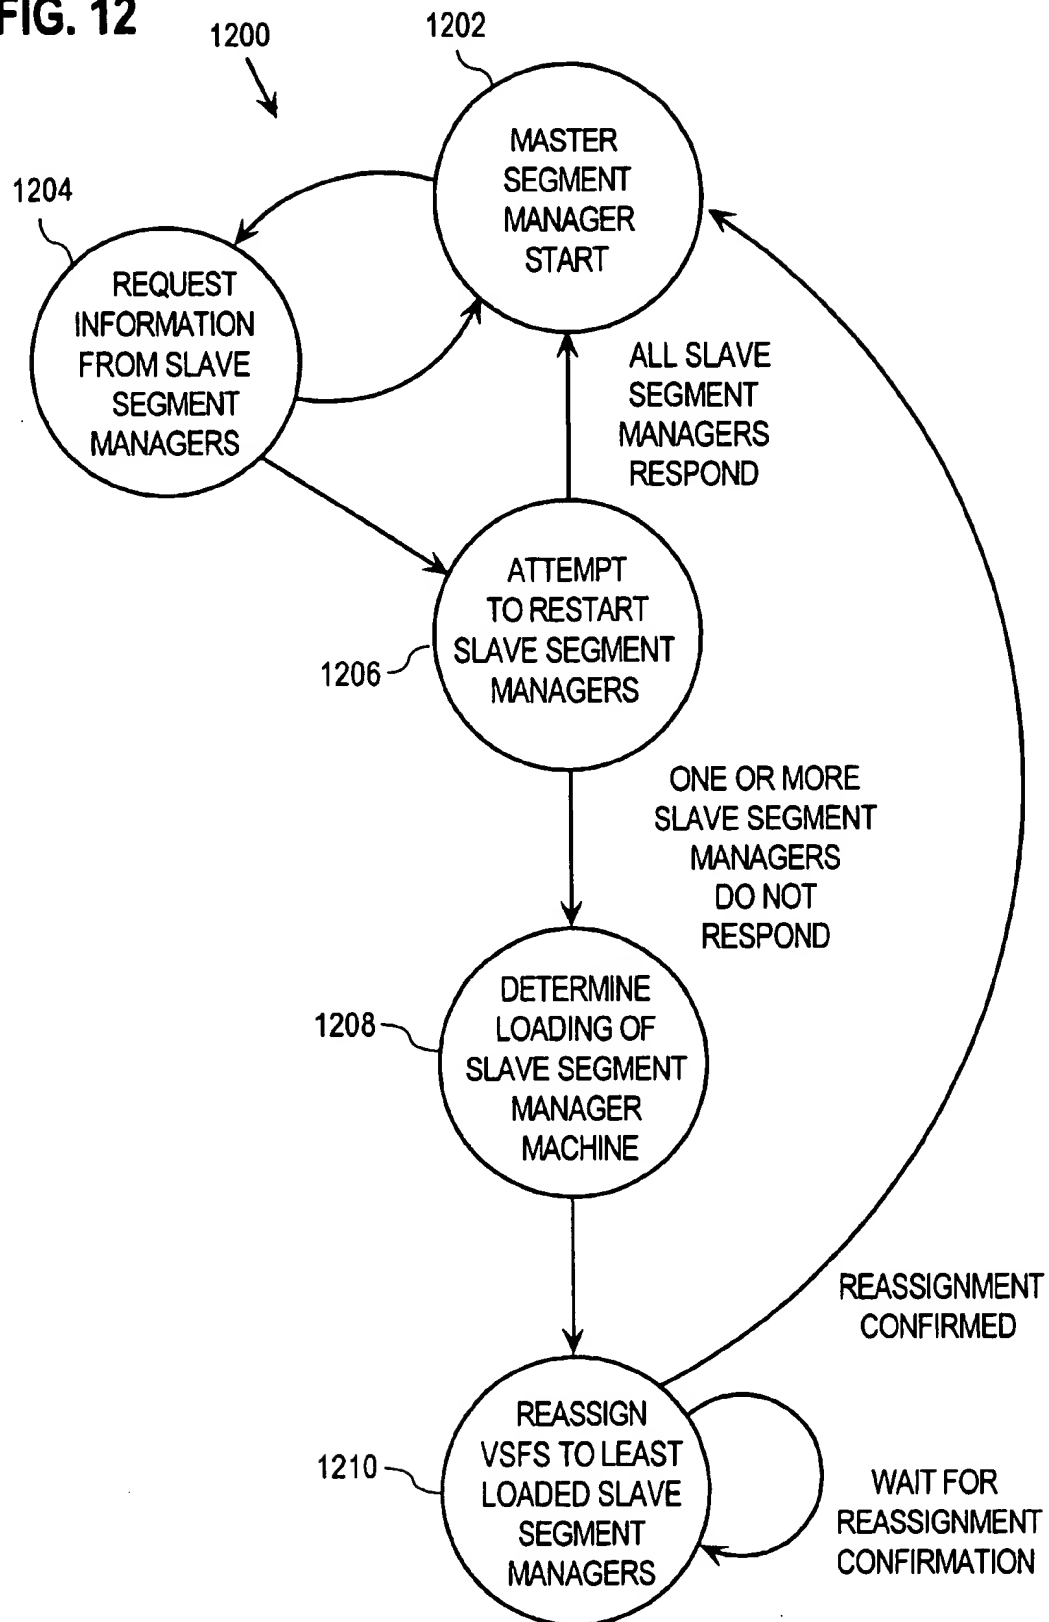 FIG. 12
1200
1202
MASTER
SEGMENT
MANAGER
START
1204
REQUEST
INFORMATION
FROM SLAVE
SEGMENT
MANAGERS
ALL SLAVE
SEGMENT
MANAGERS
RESPOND
ATTEMPT
TO RESTART
SLAVE SEGMENT
MANAGERS
1206
ONE OR MORE
SLAVE SEGMENT
MANAGERS
DO NOT
RESPOND
1208
DETERMINE
LOADING OF
SLAVE SEGMENT
MANAGER
MACHINE
REASSIGNMENT
CONFIRMED
1210
REASSIGN
VSFS TO LEAST
LOADED SLAVE
SEGMENT
MANAGERS
WAIT FOR
REASSIGNMENT
CONFIRMATION